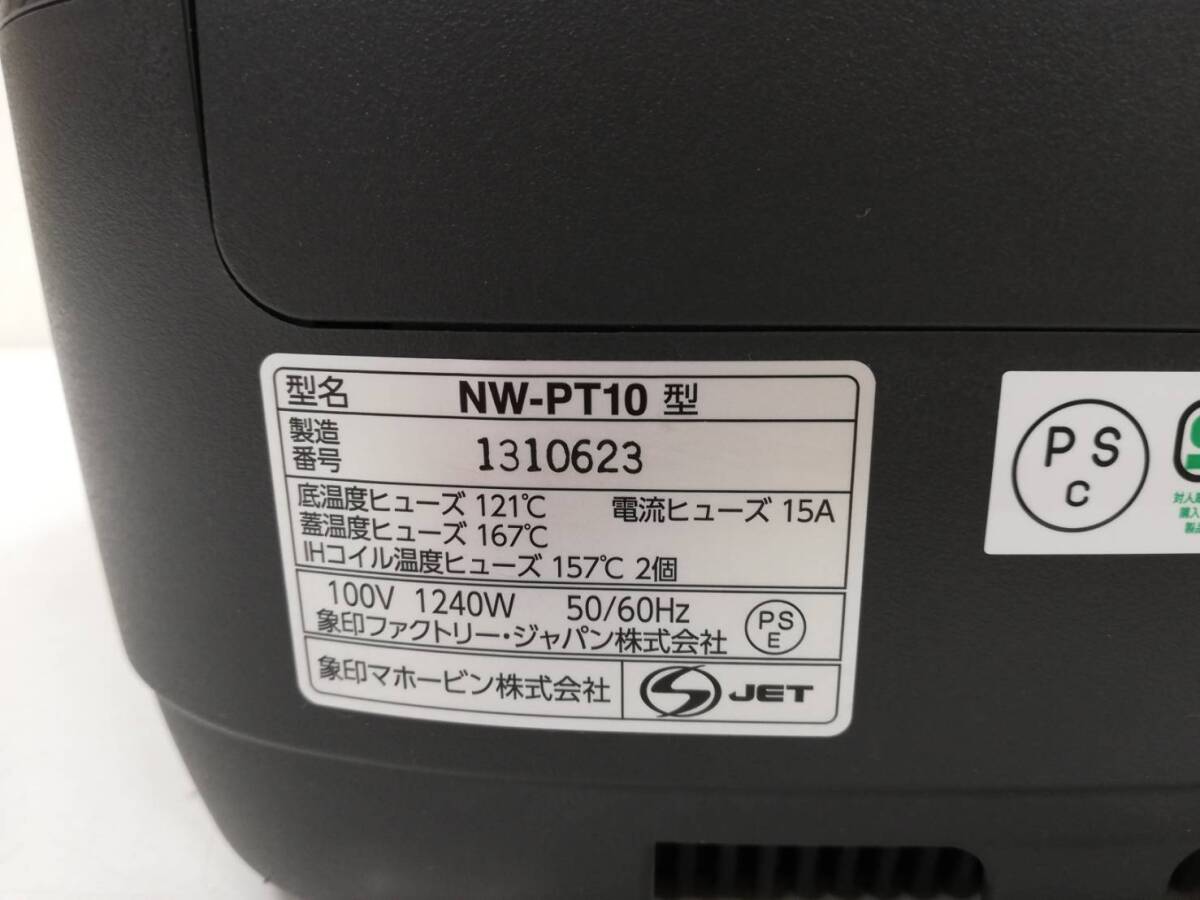 型名 NW-PT10 型
製造番号 1310623
底温度ヒューズ 121℃ 電流ヒューズ 15A
蓋温度ヒューズ 167℃
IHコイル温度ヒューズ 157℃ 2個
100V 1240W 50/60Hz
象印ファクトリー・ジャパン株式会社 PSE
象印マホービン株式会社 S JET
PS
C